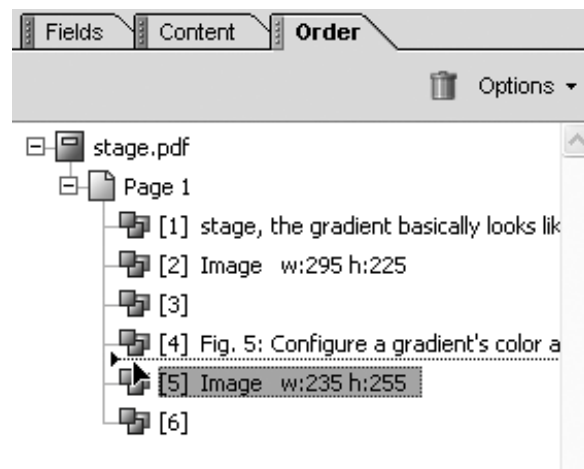 Fields Content Order
Options
stage.pdf
Page 1
[1] stage, the gradient basically looks lik
[2] Image w:295 h:225
[3]
[4] Fig. 5: Configure a gradient's color a
[5] Image w:235 h:255
[6]